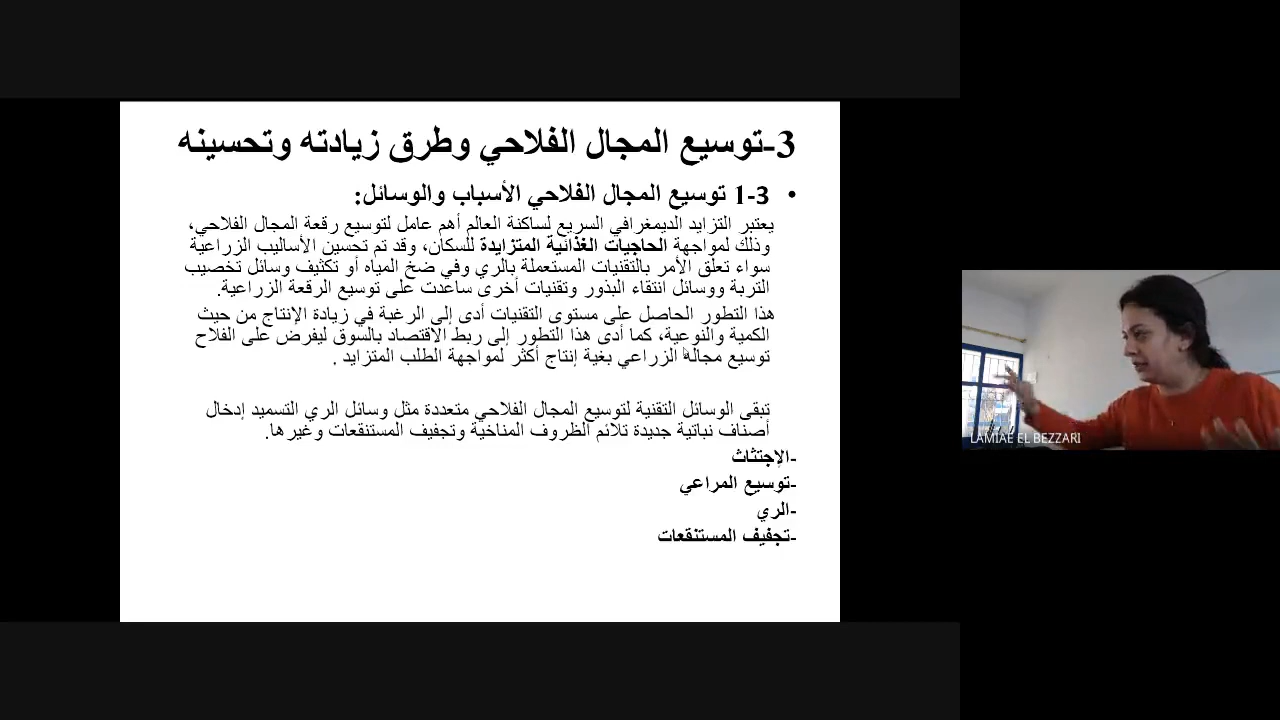 3-توسيع المجال الفلاحي وطرق زيادته وتحسينه
• 3-1 توسيع المجال الفلاحي الأسباب والوسائل:
يعتبر التزايد الديمغرافي السريع لساكنة العالم أهم عامل لتوسيع رقعة المجال الفلاحي،
وذلك لمواجهة الحاجيات الغذائية المتزايدة للسكان، وقد تم تحسين الأساليب الزراعية
سواء تعلق الأمر بالتقنيات المستعملة بالري وفي ضخ المياه أو تكثيف وسائل تخصيب
التربة ووسائل انتقاء البذور وتقنيات أخرى ساعدت على توسيع الرقعة الزراعية.
هذا التطور الحاصل على مستوى التقنيات أدى إلى الرغبة في زيادة الإنتاج من حيث
الكمية والنوعية، كما أدى هذا التطور إلى ربط الاقتصاد بالسوق ليفرض على الفلاح
توسيع مجاله الزراعي بغية إنتاج أكثر لمواجهة الطلب المتزايد .
تبقى الوسائل التقنية لتوسيع المجال الفلاحي متعددة مثل وسائل الري التسميد إدخال
أصناف نباتية جديدة تلائم الظروف المناخية وتجفيف المستنقعات وغيرها.
-الإجتثاث
-توسيع المراعي
-الري
-تجفيف المستنقعات
LAMIAE EL BEZZARI